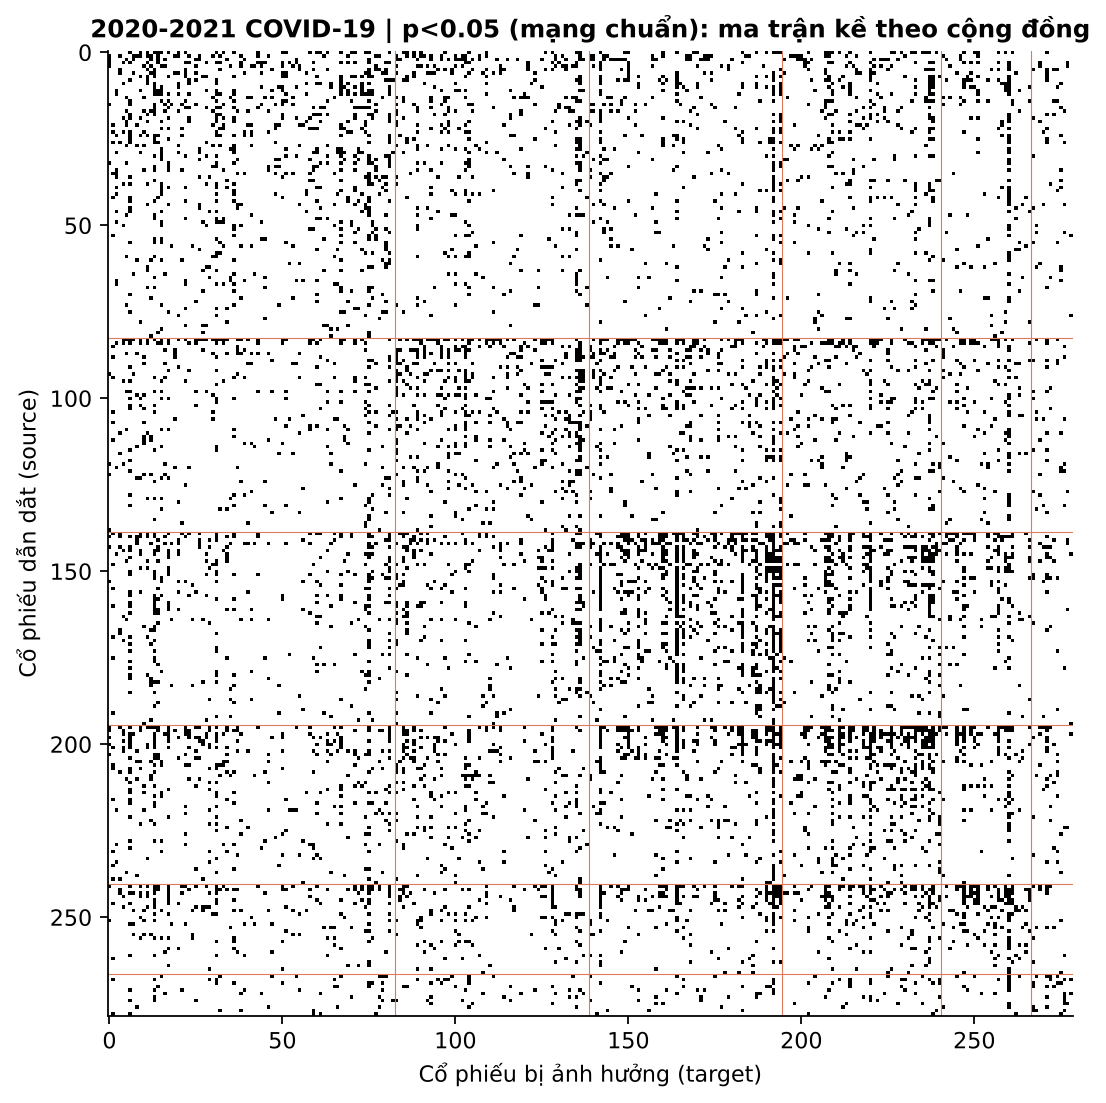 2020-2021 COVID-19 | p<0.05 (mạng chuẩn): ma trận kề theo cộng đồng
0
50
100
150
200
250
Cổ phiếu dẫn dắt (source)
0 50 100 150 200 250
Cổ phiếu bị ảnh hưởng (target)